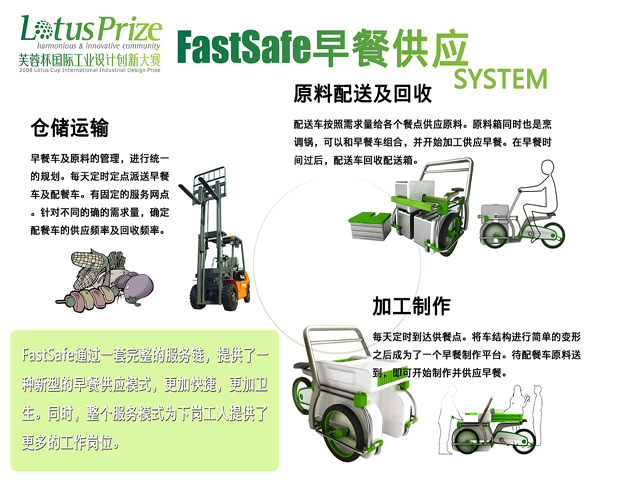 LotusPrize
harmonious & innovative community
芙蓉杯国际工业设计创新大赛
2008 Lotus Cup International Industrial Design Prize
FastSafe早餐供应
SYSTEM
原料配送及回收
配送车按照需求量给各个餐点供应原料。原料箱同时也是烹
调锅，可以和早餐车组合，并开始加工供应早餐。在早餐时
间过后，配送车回收配送箱。
仓储运输
早餐车及原料的管理，进行统一
的规划。每天定时定点派送早餐
车及配餐车。有固定的服务网点
。针对不同的确的需求量，确定
配餐车的供应频率及回收频率。
加工制作
每天定时到达供餐点。将车结构进行简单的变形
之后成为了一个早餐制作平台。待配餐车原料送
到，即可开始制作并供应早餐。
FastSafe通过一套完整的服务链，提供了一
种新型的早餐供应模式，更加快捷，更加卫
生。同时，整个服务模式为下岗工人提供了
更多的工作岗位。